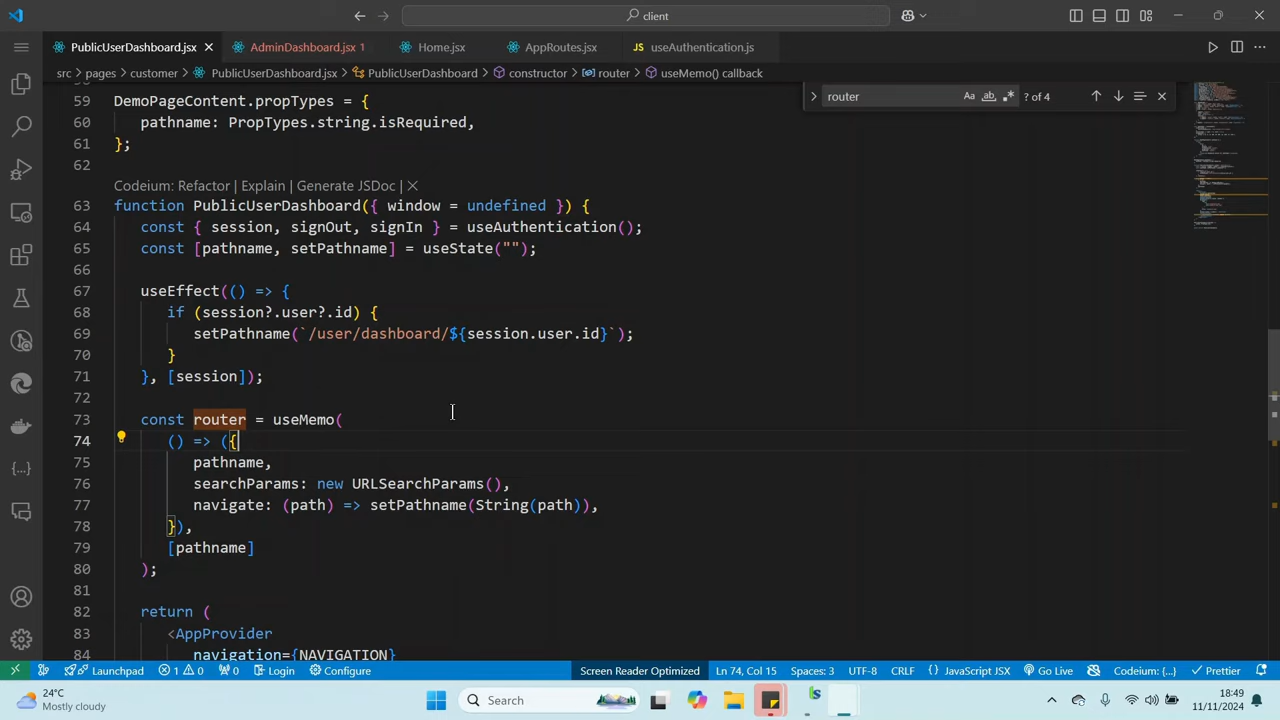 client
PublicUserDashboard.jsx
AdminDashboard.jsx 1
Home.jsx
AppRoutes.jsx
JS useAuthentication.js
src > pages > customer > PublicUserDashboard.jsx > PublicUserDashboard > constructor > router > useMemo() callback
router
Aa
ab
? of 4
59 DemoPageContent.propTypes = {
60 pathname: PropTypes.string.isRequired,
61 };
62
Codeium: Refactor | Explain | Generate JSDoc | ✕
63 function PublicUserDashboard({ window = undefined }) {
64 const { session, signOut, signIn } = useAuthentication();
65 const [pathname, setPathname] = useState("");
66
67 useEffect(() => {
68 if (session?.user?.id) {
69 setPathname(`/user/dashboard/${session.user.id}`);
70 }
71 }, [session]);
72
73 const router = useMemo(
74 () => ({
75 pathname,
76 searchParams: new URLSearchParams(),
77 navigate: (path) => setPathname(String(path)),
78 }),
79 [pathname]
80 );
81
82 return (
83 <AppProvider
84 navigation={NAVIGATION}
Launchpad
1
0
0
Login
Configure
Screen Reader Optimized
Ln 74, Col 15
Spaces: 3
UTF-8
CRLF
{ } JavaScript JSX
Go Live
Codeium: {...}
Prettier
24°C
Mostly cloudy
Search
18:49
11/11/2024